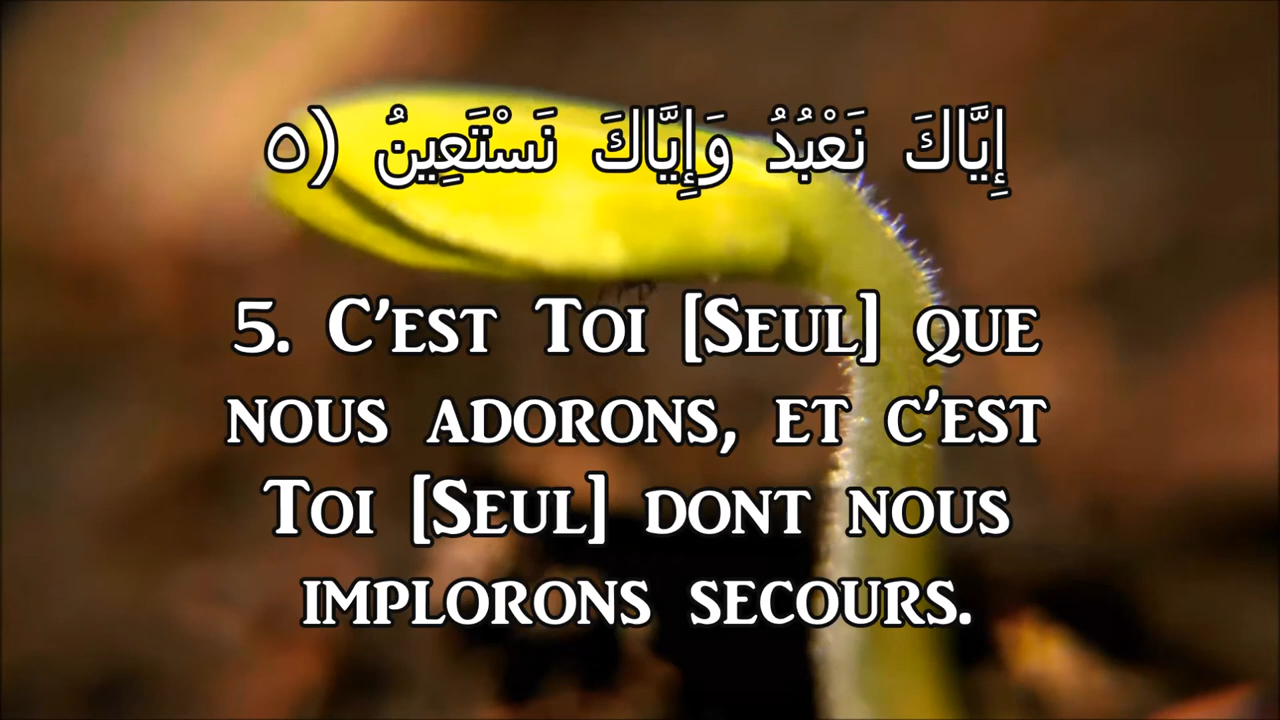 إِيَّاكَ نَعْبُدُ وَإِيَّاكَ نَسْتَعِينُ (٥
5. C’est Toi [Seul] que
nous adorons, et c’est
Toi [Seul] dont nous
implorons secours.